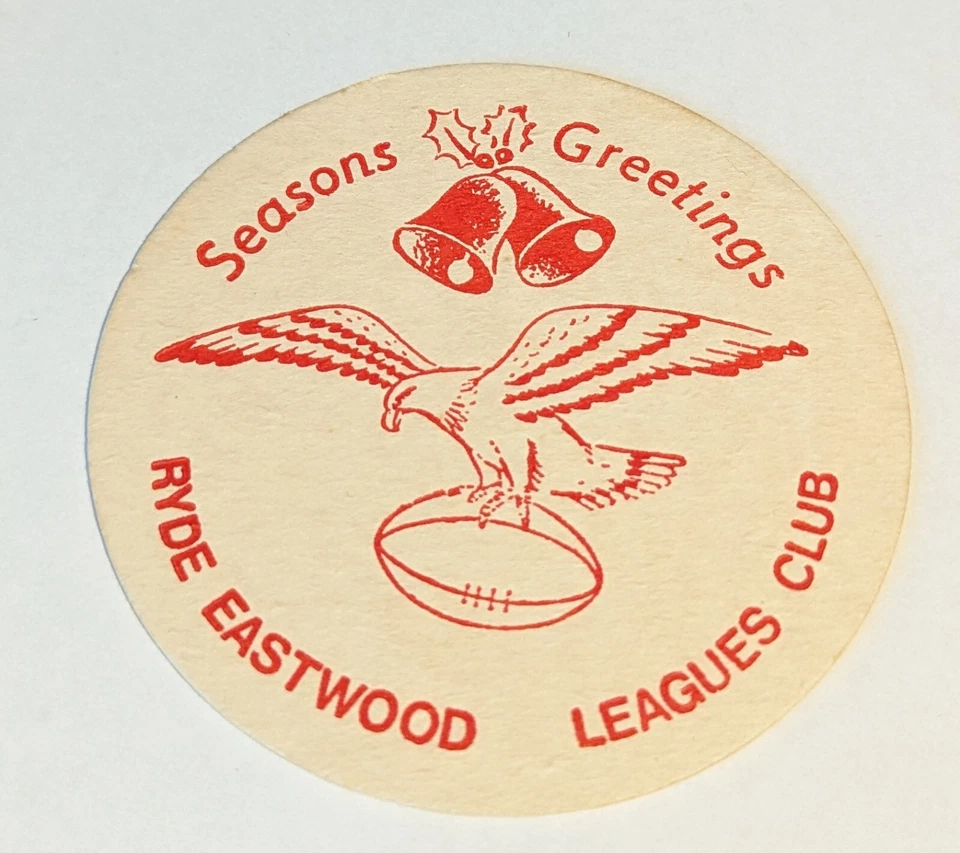 Seasons Greetings
RYDE EASTWOOD LEAGUES CLUB